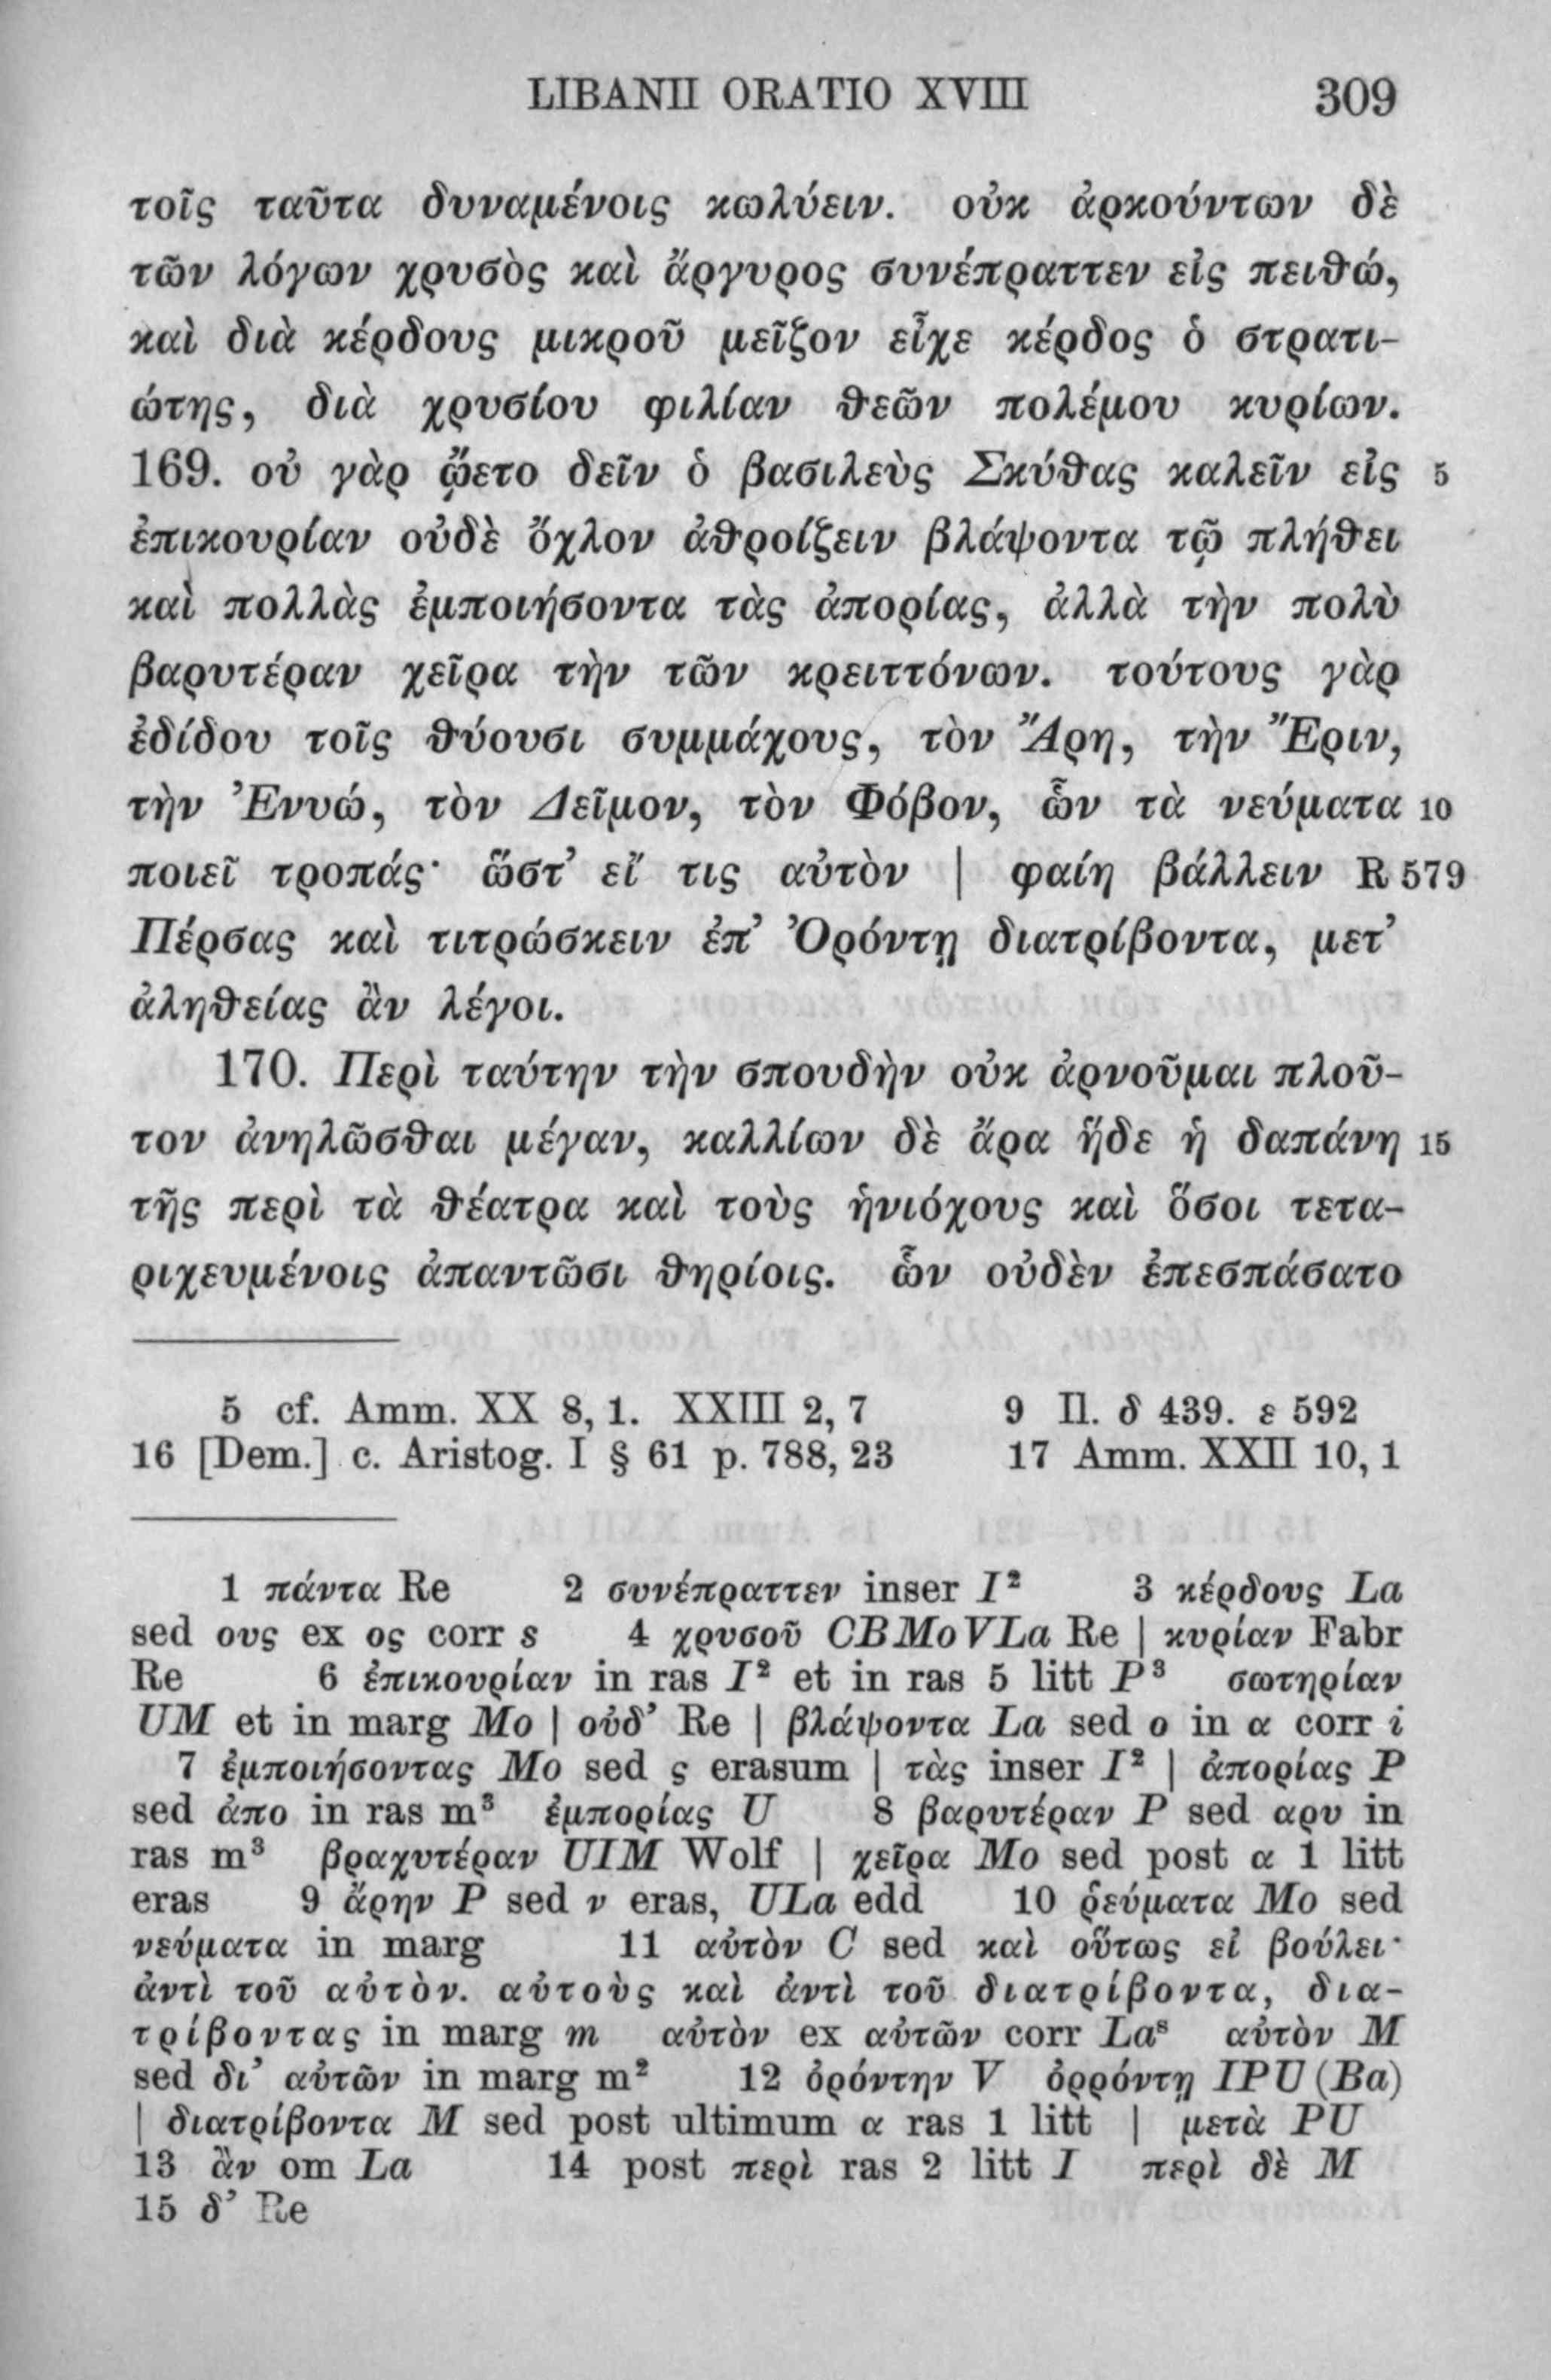 LIBANII ORATIO XVIII 309
τοῖς ταῦτα δυναμένοις κωλύειν. οὐκ ἀρκούντων δὲ
τῶν λόγων χρυσὸς καὶ ἄργυρος συνέπραττεν εἰς πειθώ,
καὶ διὰ κέρδους μικροῦ μεῖζον εἶχε κέρδος ὁ στρατι-
ώτης, διὰ χρυσίου φιλίαν θεῶν πολέμου κυρίων.
169. οὐ γὰρ ᾤετο δεῖν ὁ βασιλεὺς Σκύθας καλεῖν εἰς 5
ἐπικουρίαν οὐδὲ ὄχλον ἀθροίζειν βλάψοντα τῷ πλήθει
καὶ πολλὰς ἐμποιήσοντα τὰς ἀπορίας, ἀλλὰ τὴν πολὺ
βαρυτέραν χεῖρα τὴν τῶν κρειττόνων. τούτους γὰρ
ἐδίδου τοῖς θύουσι συμμάχους, τὸν Ἄρη, τὴν Ἔριν,
τὴν Ἐνυώ, τὸν Δεῖμον, τὸν Φόβον, ὧν τὰ νεύματα 10
ποιεῖ τροπάς· ὥστ’ εἴ τις αὐτὸν | φαίη βάλλειν R 579
Πέρσας καὶ τιτρώσκειν ἐπ’ Ὀρόντῃ διατρίβοντα, μετ’
ἀληθείας ἂν λέγοι.
170. Περὶ ταύτην τὴν σπουδὴν οὐκ ἀρνοῦμαι πλοῦ-
τον ἀνηλῶσθαι μέγαν, καλλίων δὲ ἄρα ἥδε ἡ δαπάνη 15
τῆς περὶ τὰ θέατρα καὶ τοὺς ἡνιόχους καὶ ὅσοι τετα-
ριχευμένοις ἀπαντῶσι θηρίοις. ὧν οὐδὲν ἐπεσπάσατο
5 cf. Amm. XX 8, 1. XXIII 2, 7 9 Il. δ 439. ε 592
16 [Dem.] c. Aristog. I § 61 p. 788, 23 17 Amm. XXII 10, 1
1 πάντα Re 2 συνέπραττεν inser I² 3 κέρδους La
sed ους ex ος corr s 4 χρυσοῦ CBMoVLa Re | κυρίαν Fabr
Re 6 ἐπικουρίαν in ras I² et in ras 5 litt P³ σωτηρίαν
UM et in marg Mo | οὐδ’ Re | βλάψοντα La sed o in α corr i
7 ἐμποιήσοντας Mo sed ς erasum | τὰς inser I² | ἀπορίας P
sed ἀπο in ras m³ ἐμπορίας U 8 βαρυτέραν P sed αρυ in
ras m³ βραχυτέραν UIM Wolf | χεῖρα Mo sed post α 1 litt
eras 9 ἄρην P sed ν eras, ULa edd 10 ῥεύματα Mo sed
νεύματα in marg 11 αὐτὸν C sed καὶ οὕτως εἰ βούλει·
ἀντὶ τοῦ αὐτὸν. αὐτοὺς καὶ ἀντὶ τοῦ διατρίβοντα, δια-
τρίβοντας in marg m αὐτὸν ex αὐτῶν corr Laˢ αὐτὸν M
sed δι’ αὐτῶν in marg m² 12 ὀρόντην V ὀρρόντῃ IPU (Ba)
| διατρίβοντα M sed post ultimum α ras 1 litt | μετὰ PU
13 ἂν om La 14 post περὶ ras 2 litt I περὶ δὲ M
15 δ’ Re